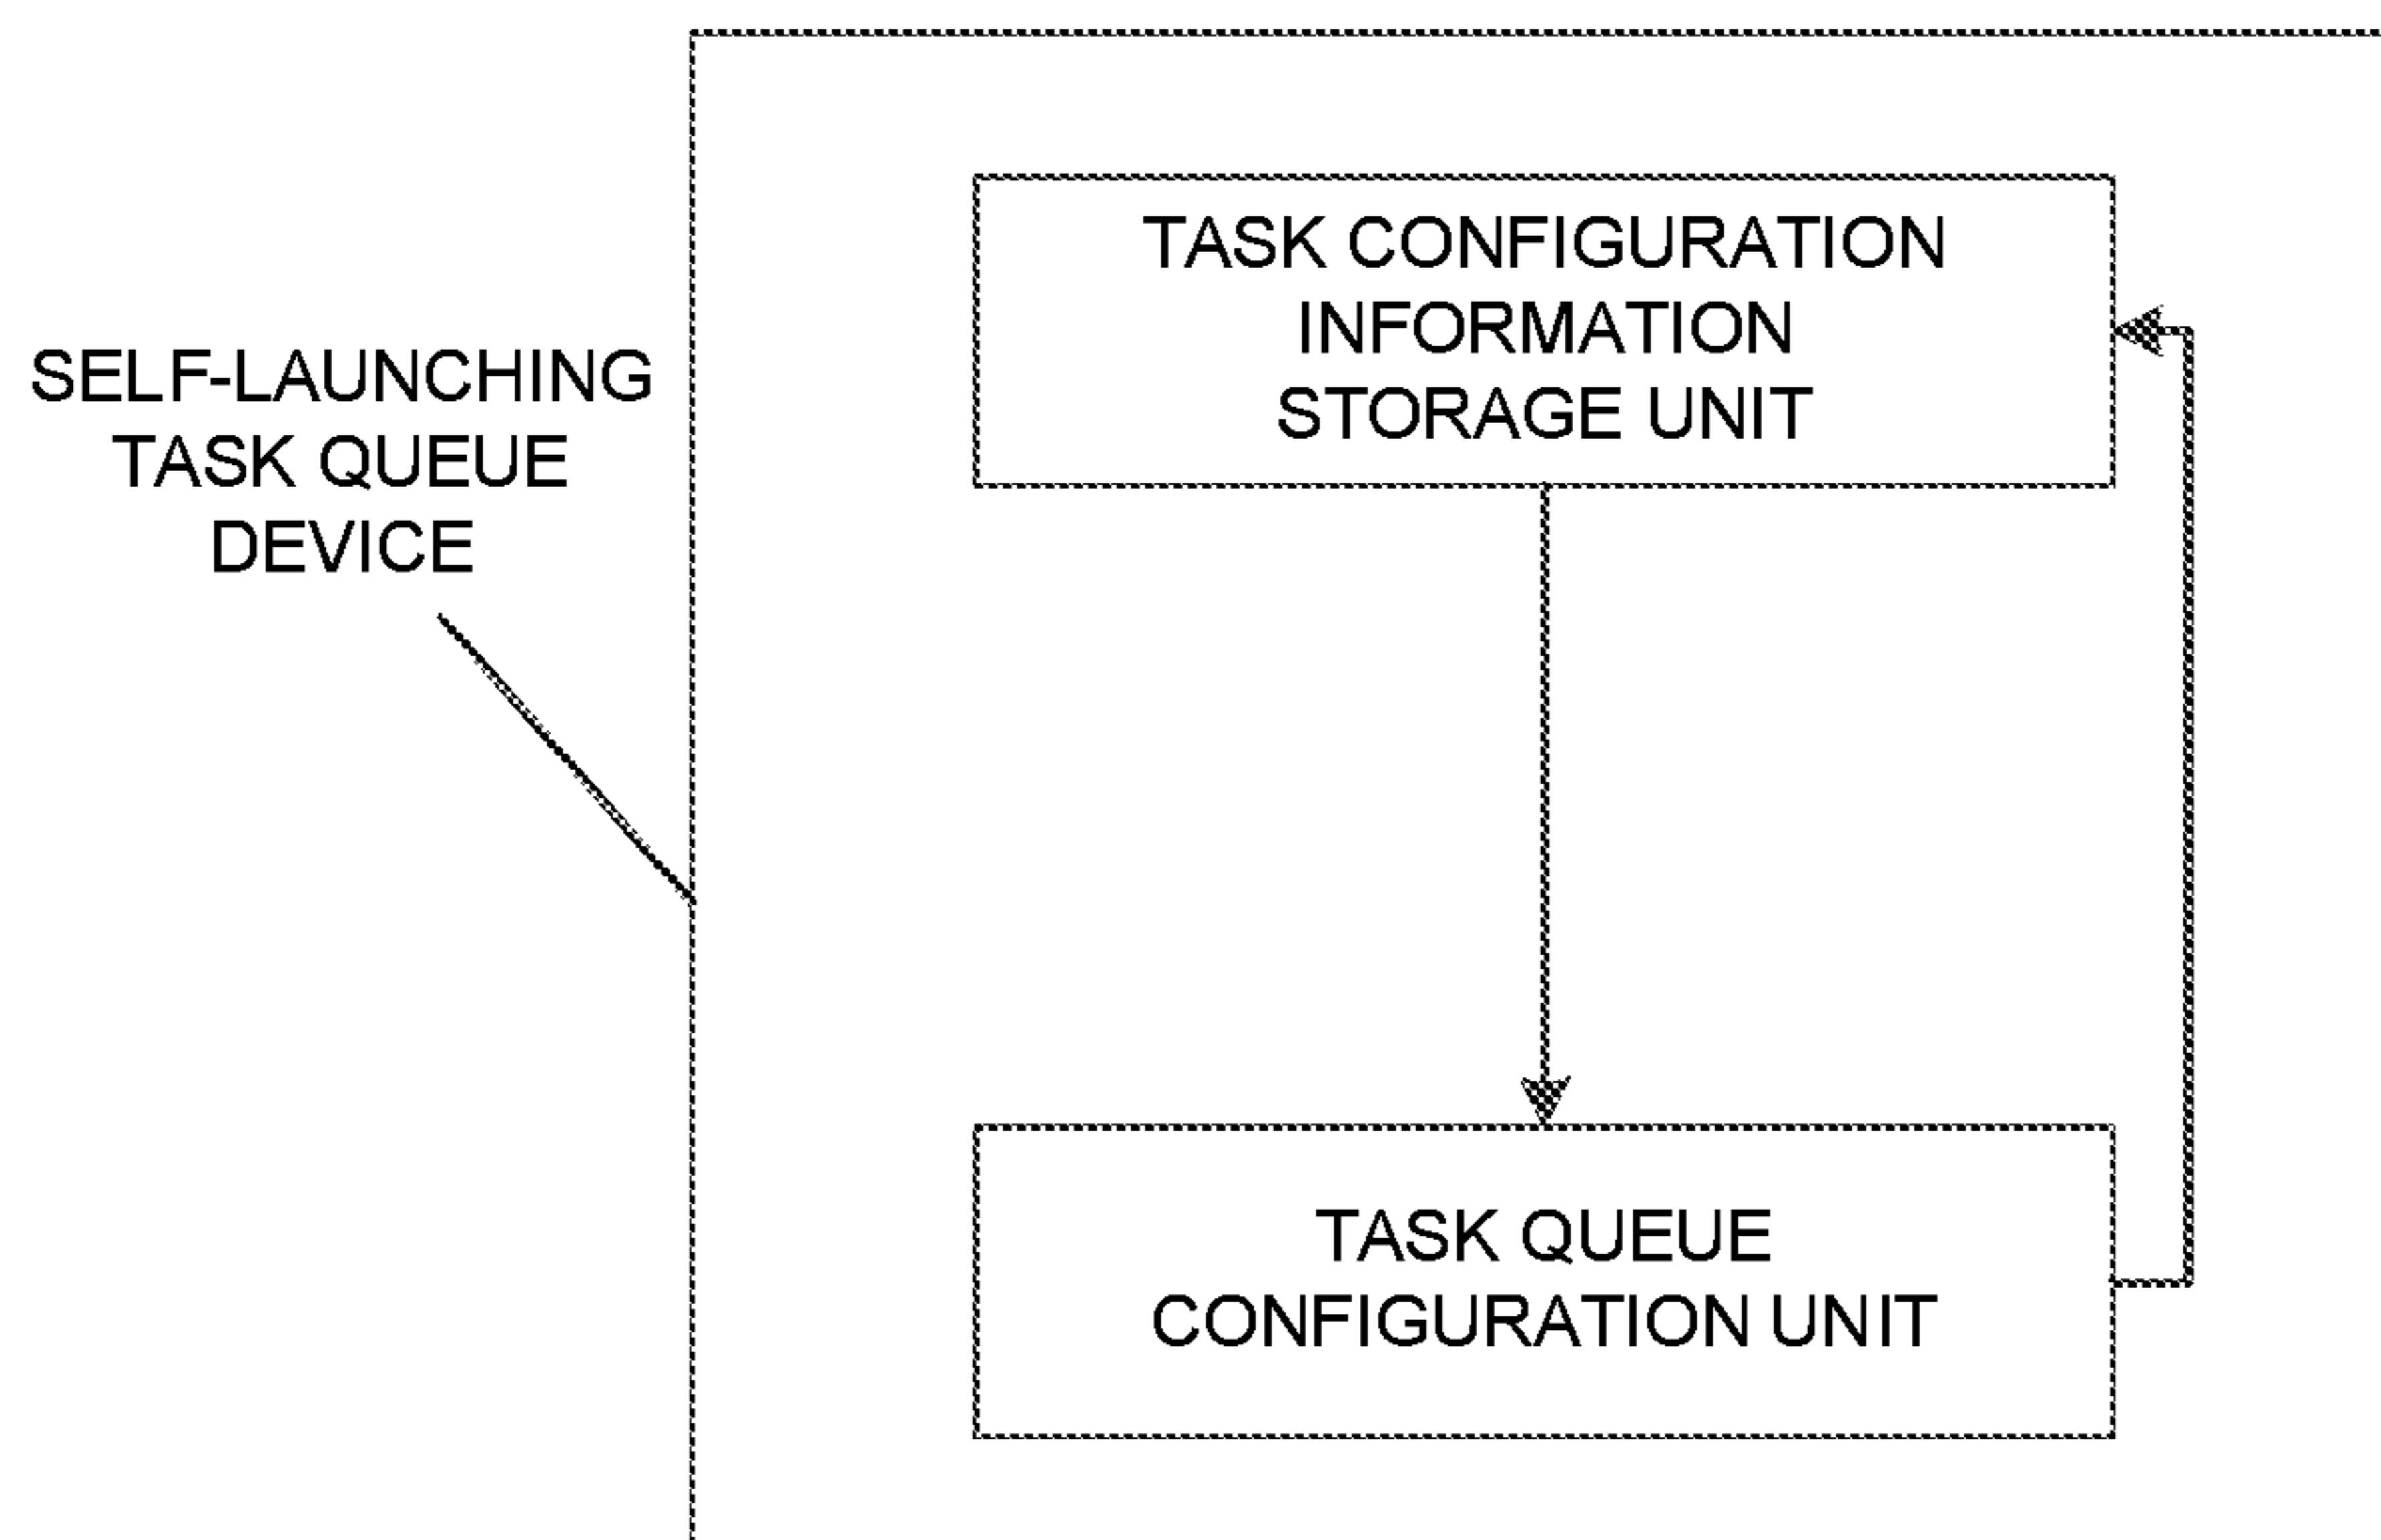 TASK CONFIGURATION
INFORMATION
STORAGE UNIT
SELF-LAUNCHING
TASK QUEUE
DEVICE
TASK QUEUE
CONFIGURATION UNIT